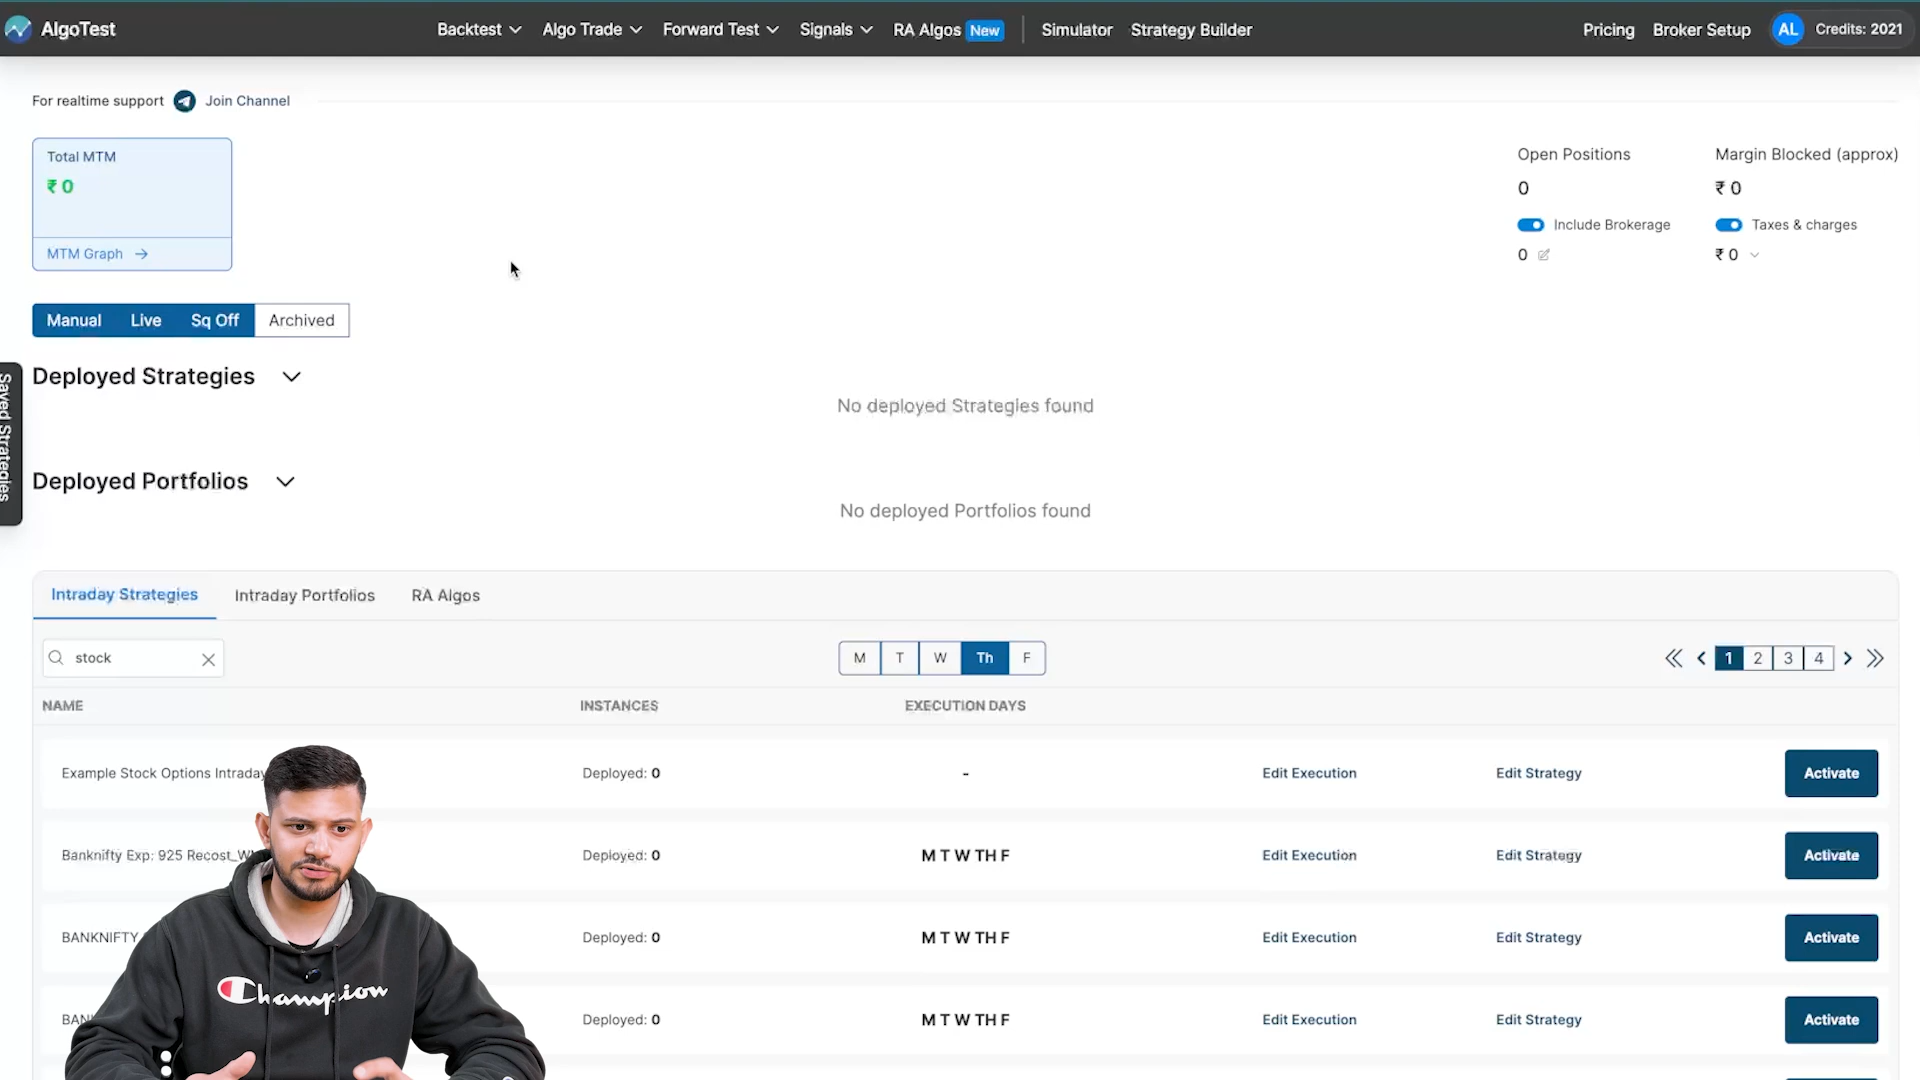 AlgoTest
Backtest Algo Trade Forward Test Signals RA Algos New Simulator Strategy Builder Pricing Broker Setup AL Credits: 2021
For realtime support Join Channel
Total MTM
₹ 0
MTM Graph →
Open Positions
0
Include Brokerage
0
Margin Blocked (approx)
₹ 0
Taxes & charges
₹ 0
Manual Live Sq Off Archived
Saved Strategies
Deployed Strategies
No deployed Strategies found
Deployed Portfolios
No deployed Portfolios found
Intraday Strategies Intraday Portfolios RA Algos
stock
M T W Th F
1 2 3 4
NAME INSTANCES EXECUTION DAYS
Example Stock Options Intraday Deployed: 0 - Edit Execution Edit Strategy Activate
Banknifty Exp: 925 Deployed: 0 M T W TH F Edit Execution Edit Strategy Activate
BANKNIFTY Deployed: 0 M T W TH F Edit Execution Edit Strategy Activate
Deployed: 0 M T W TH F Edit Execution Edit Strategy Activate
Champion